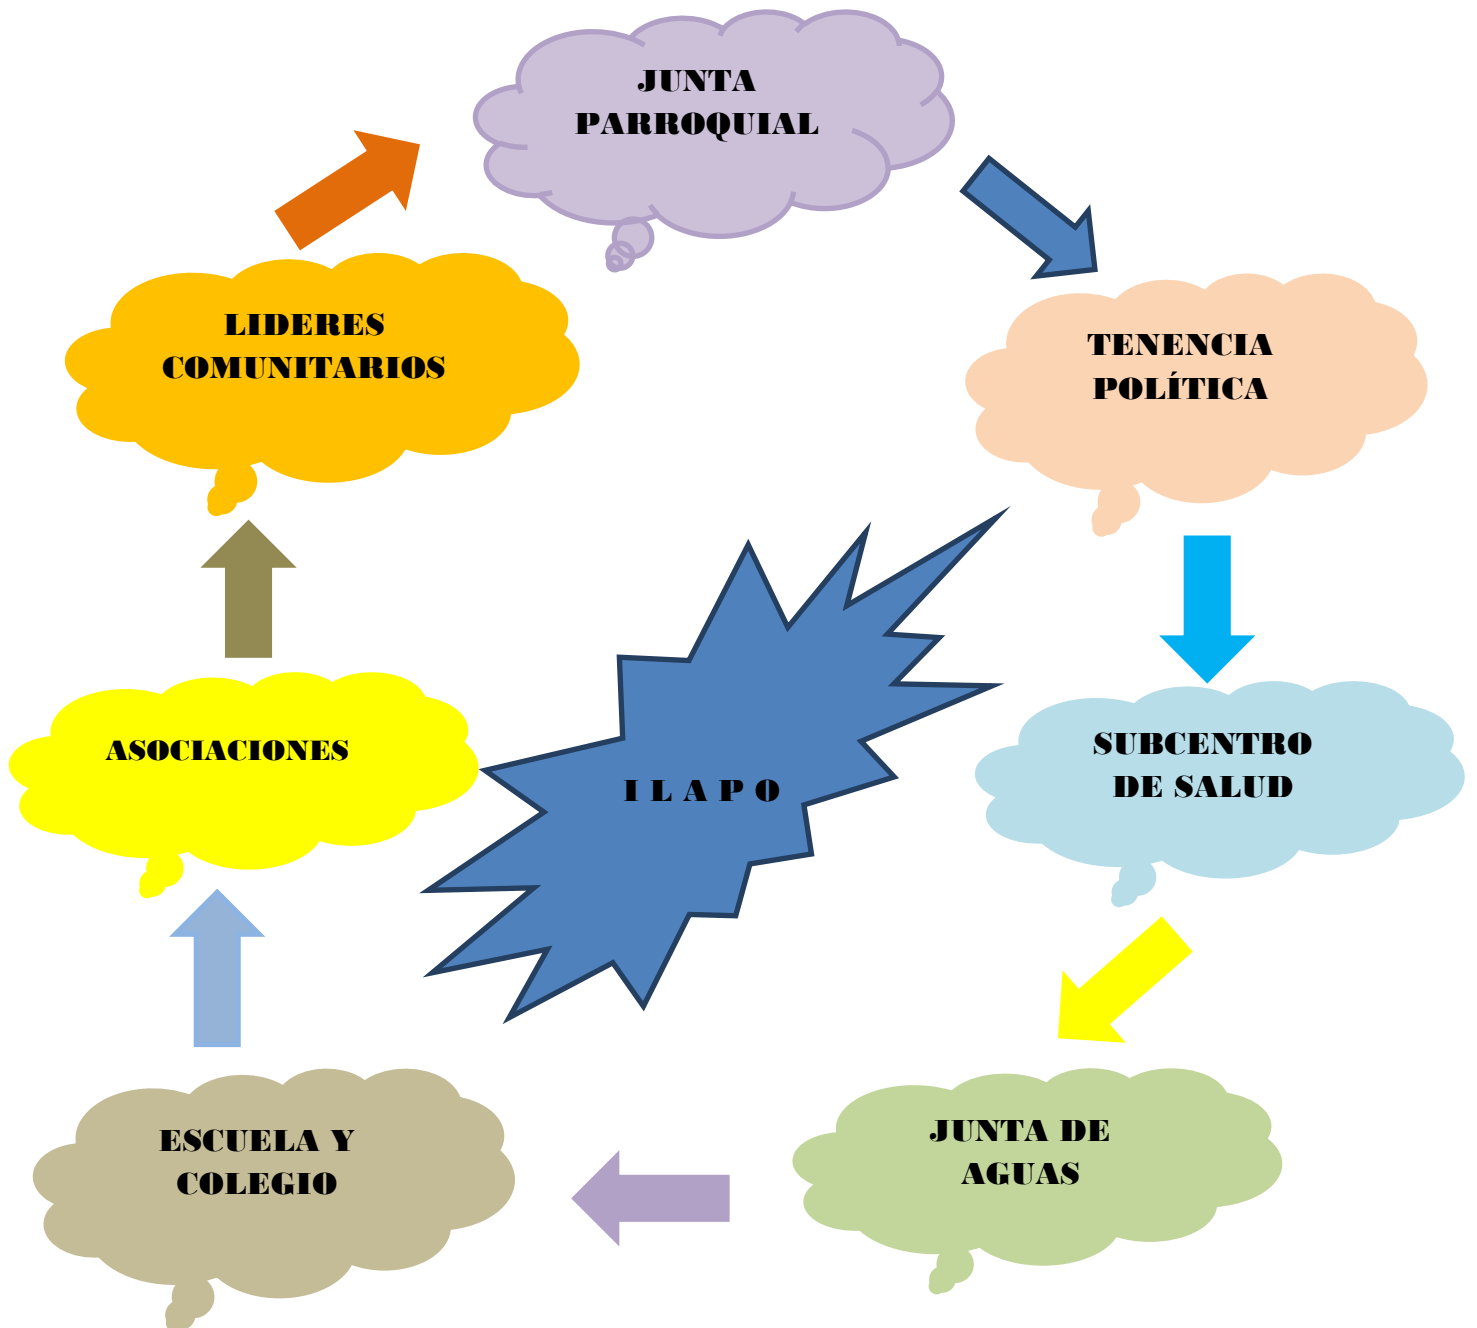 JUNTA
PARROQUIAL
LIDERES
COMUNITARIOS
TENENCIA
POLÍTICA
ASOCIACIONES
I L A P O
SUBCENTRO
DE SALUD
ESCUELA Y
COLEGIO
JUNTA DE
AGUAS